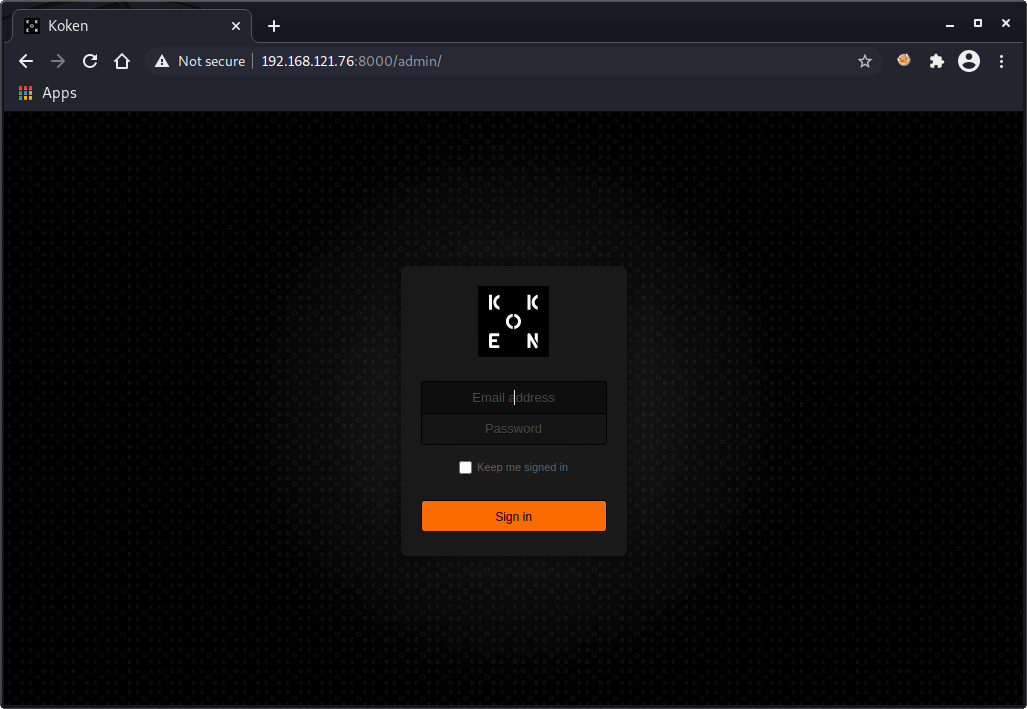 Koken
Not secure 192.168.121.76:8000/admin/
Apps
K K
O
E N
Email address
Password
Keep me signed in
Sign in